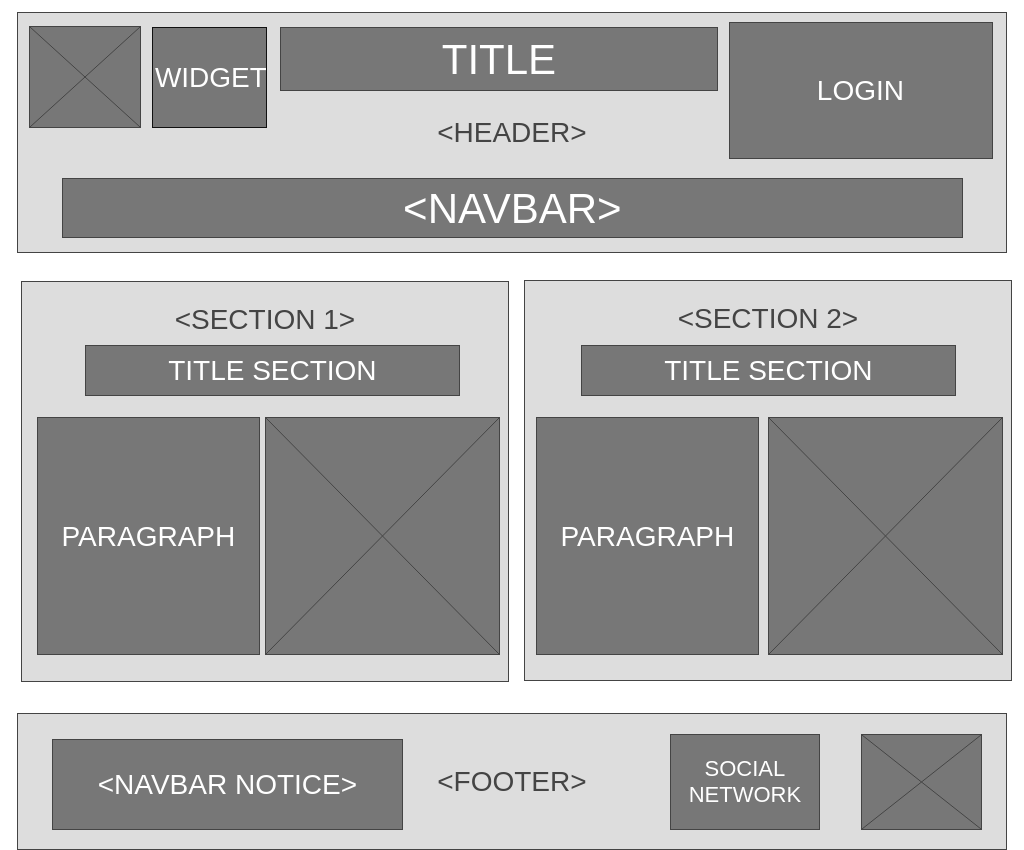 WIDGET
TITLE
LOGIN
<HEADER>
<NAVBAR>
<SECTION 1>
TITLE SECTION
PARAGRAPH
<SECTION 2>
TITLE SECTION
PARAGRAPH
<NAVBAR NOTICE>
<FOOTER>
SOCIAL
NETWORK